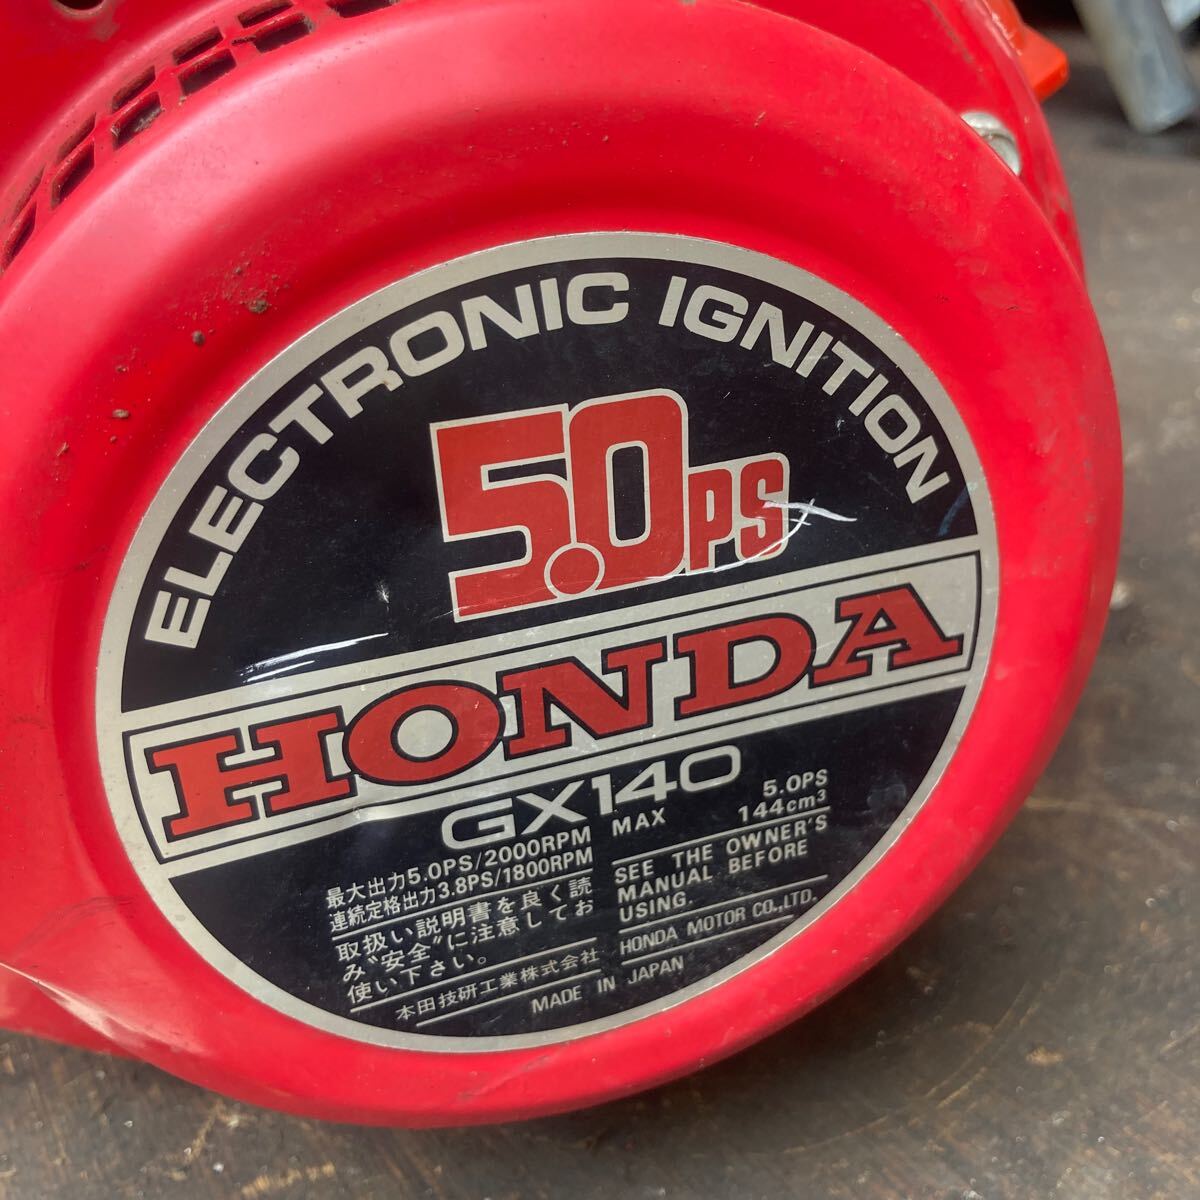 ELECTRONIC IGNITION
5.0PS
HONDA
GX140
最大出力5.0PS/2000RPM
連続定格出力3.8PS/1800RPM
取扱い説明書を良く読
み〝安全〟に注意してお
使い下さい。
本田技研工業株式会社
MAX 5.0PS
144cm3
SEE THE OWNER'S
MANUAL BEFORE
USING.
HONDA MOTOR CO.,LTD.
MADE IN JAPAN